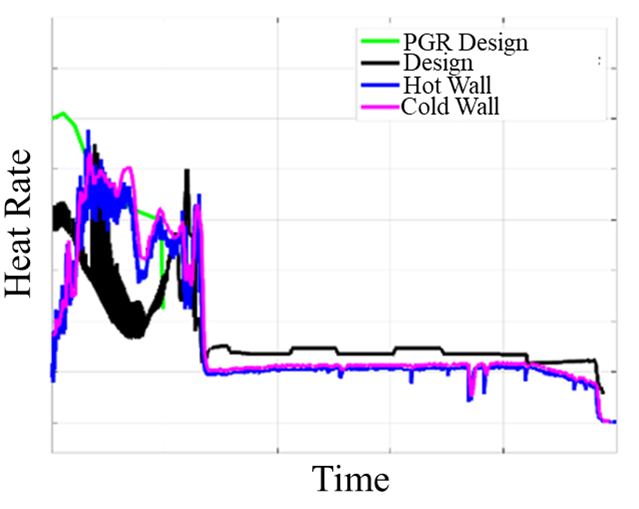 PGR Design
Design
Hot Wall
Cold Wall
Heat Rate
Time